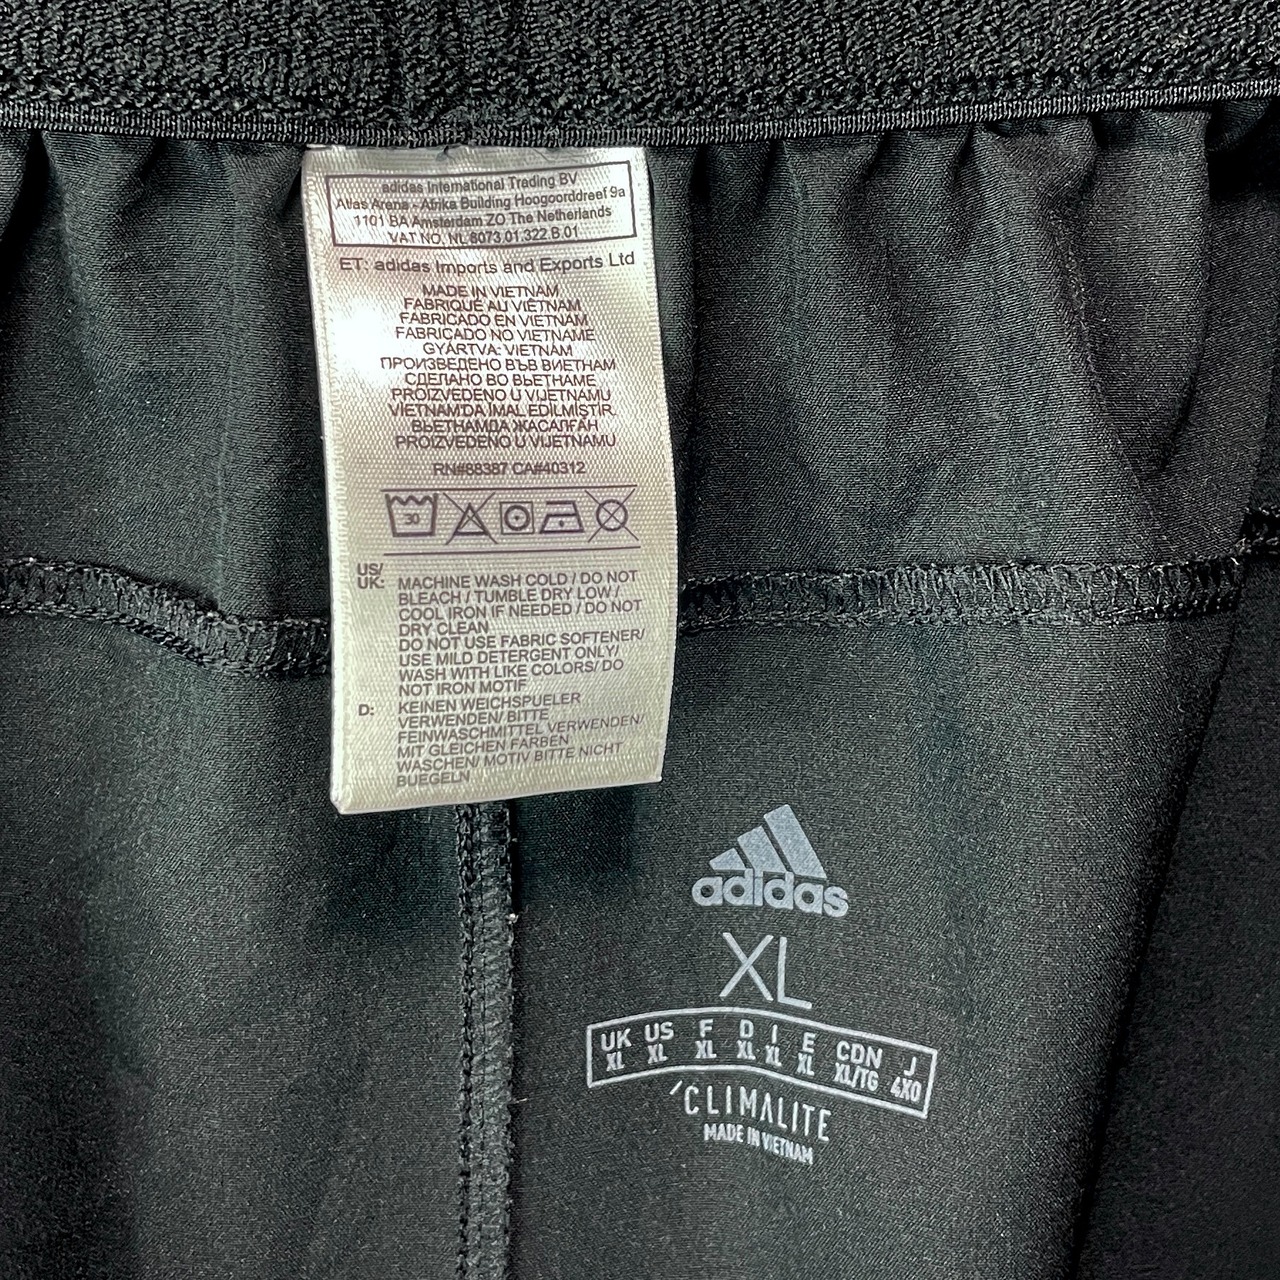 adidas International Trading BV
Atlas Arena - Afrika Building Hoogoorddreef 9a
1101 BA Amsterdam ZO The Netherlands
VAT NO. NL 8073.01.322.B.01
ET: adidas Imports and Exports Ltd
MADE IN VIETNAM
FABRIQUÉ AU VIÊTNAM
FABRICADO EN VIETNAM
FABRICADO NO VIETNAME
GYÁRTVA: VIETNAM
ПРОИЗВЕДЕНО ВЪВ ВИЕТНАМ
СДЕЛАНО ВО ВЬЕТНАМЕ
PROIZVEDENO U VIJETNAMU
VIETNAM'DA IMAL EDILMIŞTIR.
ВЬЕТНАМДА ЖАСАЛҒАН
PROIZVEDENO U VIJETNAMU
RN#88387 CA#40312
30
US/
UK:
MACHINE WASH COLD / DO NOT
BLEACH / TUMBLE DRY LOW /
COOL IRON IF NEEDED / DO NOT
DRY CLEAN
DO NOT USE FABRIC SOFTENER/
USE MILD DETERGENT ONLY/
WASH WITH LIKE COLORS/ DO
NOT IRON MOTIF
D: KEINEN WEICHSPUELER
VERWENDEN/ BITTE
FEINWASCHMITTEL VERWENDEN/
MIT GLEICHEN FARBEN
WASCHEN/ MOTIV BITTE NICHT
BUEGELN
adidas
XL
UK US F D I E CDN J
XL XL XL XL XL XL XL/TG 4XO
CLIMALITE
MADE IN VIETNAM